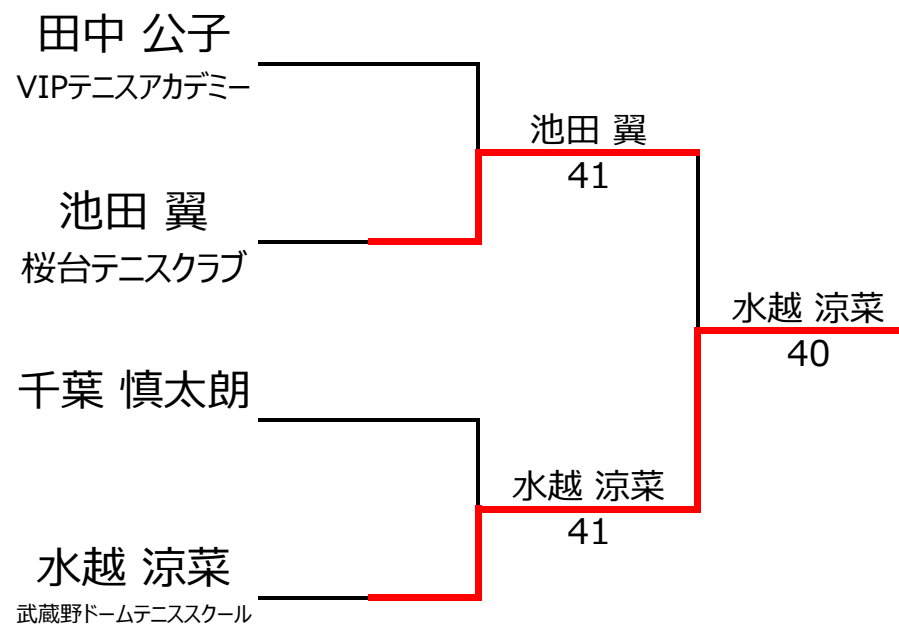 田中 公子
VIPテニスアカデミー
池田 翼
41
池田 翼
桜台テニスクラブ
水越 涼菜
40
千葉 慎太朗
水越 涼菜
41
水越 涼菜
武蔵野ドームテニススクール